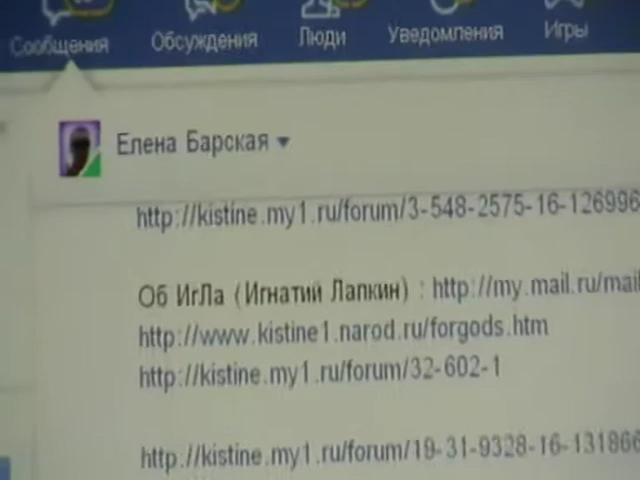 Сообщения Обсуждения Люди Уведомления Игры
Елена Барская
http://kistine.my1.ru/forum/3-548-2575-16-126996
Об ИгЛа (Игнатий Лапкин) : http://my.mail.ru/mail
http://www.kistine1.narod.ru/forgods.htm
http://kistine.my1.ru/forum/32-602-1
http://kistine.my1.ru/forum/19-31-9328-16-131866